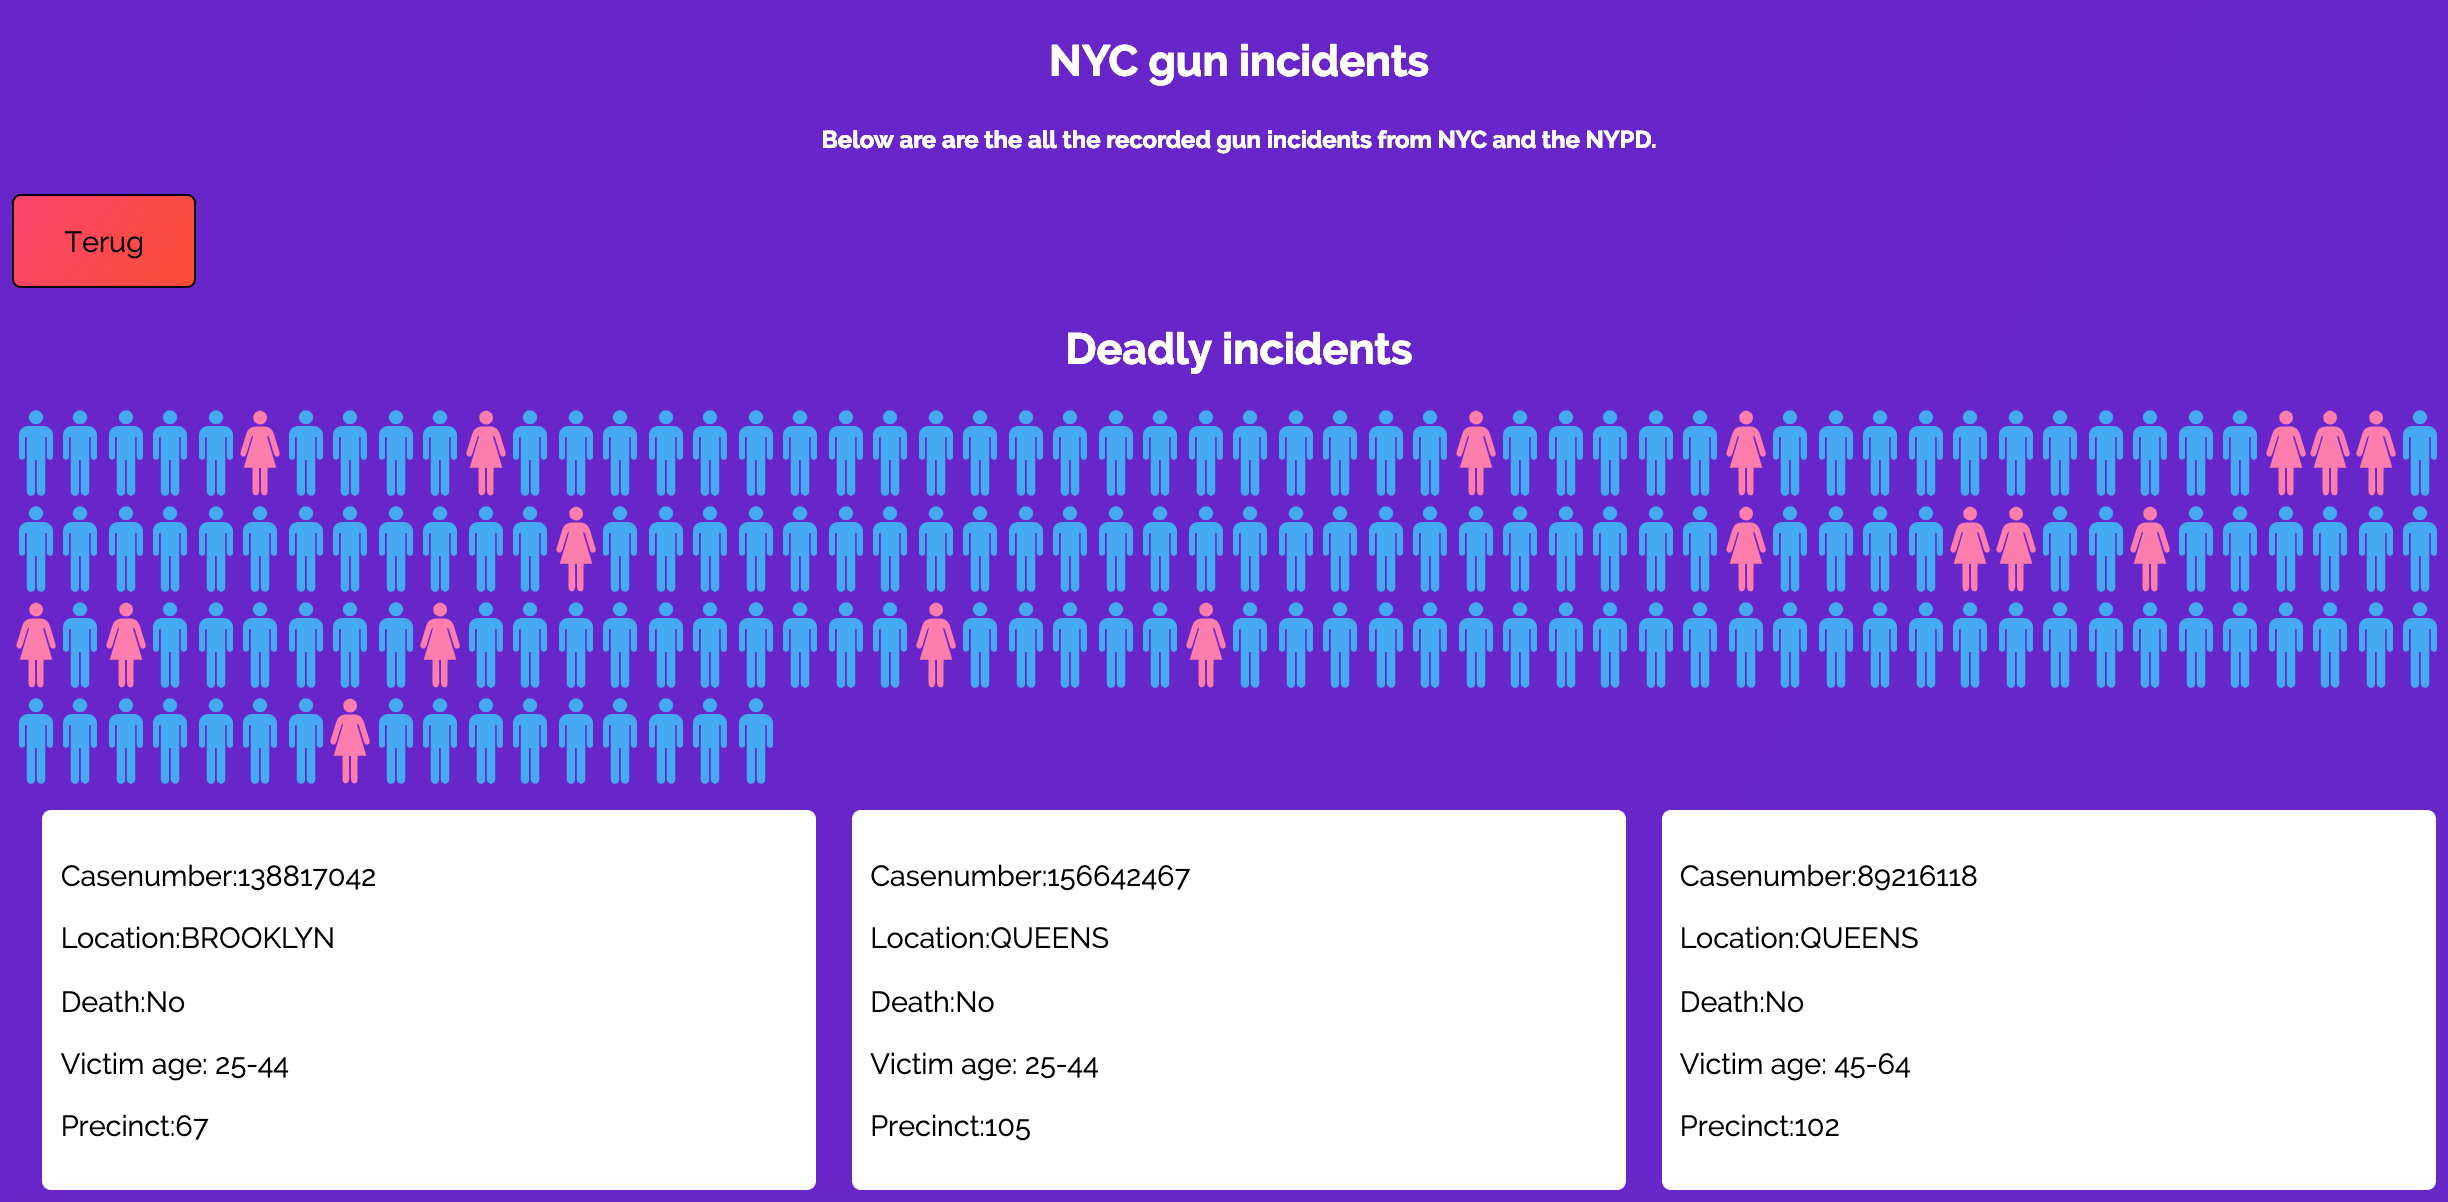 NYC gun incidents
Below are are the all the recorded gun incidents from NYC and the NYPD.
Terug
Deadly incidents
Casenumber:138817042
Location:BROOKLYN
Death:No
Victim age: 25-44
Precinct:67
Casenumber:156642467
Location:QUEENS
Death:No
Victim age: 25-44
Precinct:105
Casenumber:89216118
Location:QUEENS
Death:No
Victim age: 45-64
Precinct:102